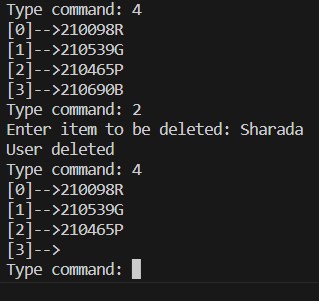 Type command: 4
[0]-->210098R
[1]-->210539G
[2]-->210465P
[3]-->210690B
Type command: 2
Enter item to be deleted: Sharada
User deleted
Type command: 4
[0]-->210098R
[1]-->210539G
[2]-->210465P
[3]-->
Type command: